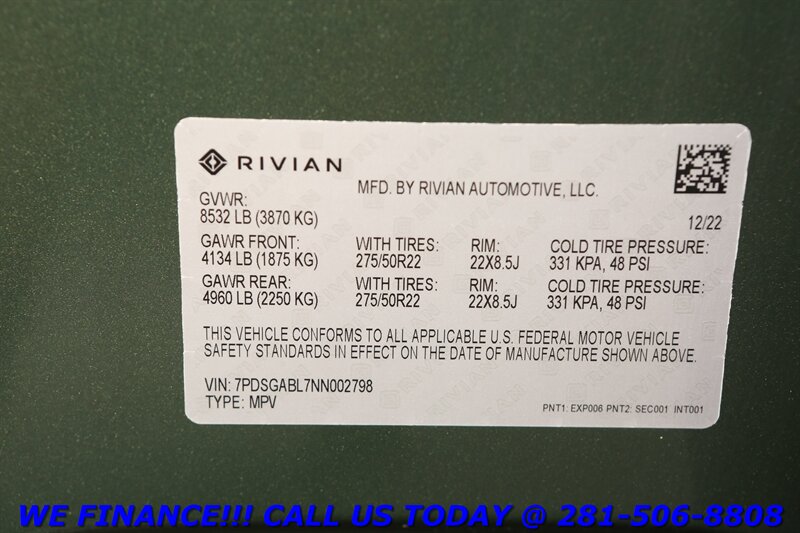 RIVIAN
MFD. BY RIVIAN AUTOMOTIVE, LLC.
GVWR:
8532 LB (3870 KG)
12/22
GAWR FRONT: WITH TIRES: RIM: COLD TIRE PRESSURE:
4134 LB (1875 KG) 275/50R22 22X8.5J 331 KPA, 48 PSI
GAWR REAR: WITH TIRES: RIM: COLD TIRE PRESSURE:
4960 LB (2250 KG) 275/50R22 22X8.5J 331 KPA, 48 PSI
THIS VEHICLE CONFORMS TO ALL APPLICABLE U.S. FEDERAL MOTOR VEHICLE
SAFETY STANDARDS IN EFFECT ON THE DATE OF MANUFACTURE SHOWN ABOVE.
VIN: 7PDSGABL7NN002798
TYPE: MPV
PNT1: EXP006 PNT2: SEC001 INT001
WE FINANCE!!! CALL US TODAY @ 281-506-8808